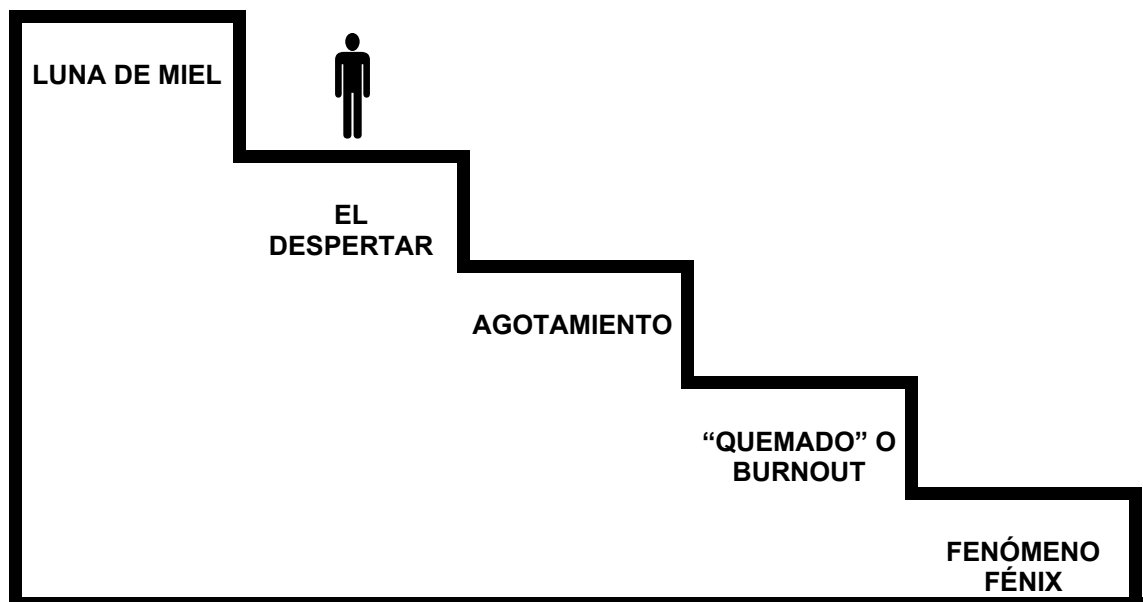 LUNA DE MIEL
EL
DESPERTAR
AGOTAMIENTO
“QUEMADO” O
BURNOUT
FENÓMENO
FÉNIX